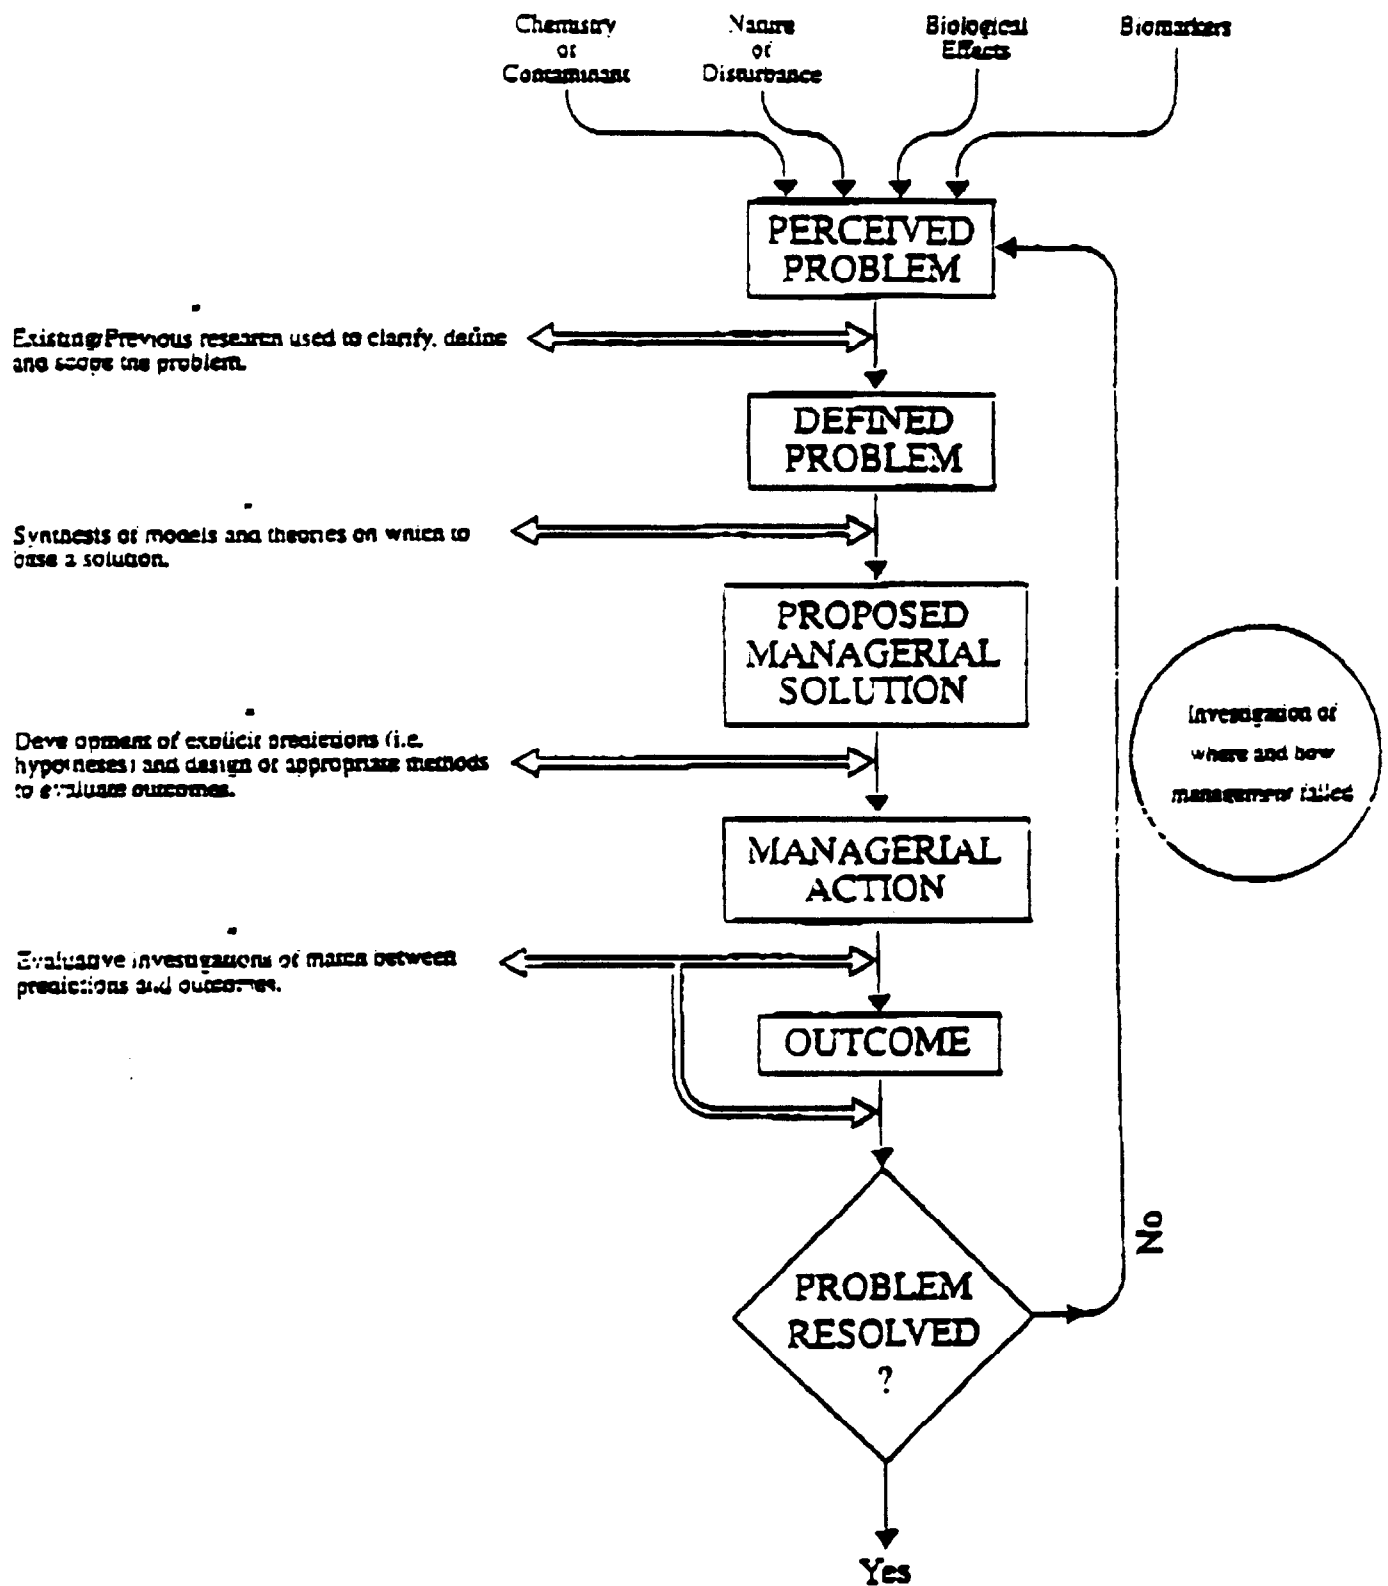 Chemistry
of
Contaminant
Nature
of
Disturbance
Biological
Effects
Biomarkers
PERCEIVED
PROBLEM
Existing/Previous research used to clarify, define
and scope the problem.
DEFINED
PROBLEM
Synthesis of models and theories on which to
base a solution.
PROPOSED
MANAGERIAL
SOLUTION
Development of explicit predictions (i.e.
hypotheses) and design of appropriate methods
to evaluate outcomes.
Investigation of
where and how
management failed
MANAGERIAL
ACTION
Evaluative investigations of match between
predictions and outcomes.
OUTCOME
No
PROBLEM
RESOLVED
?
Yes